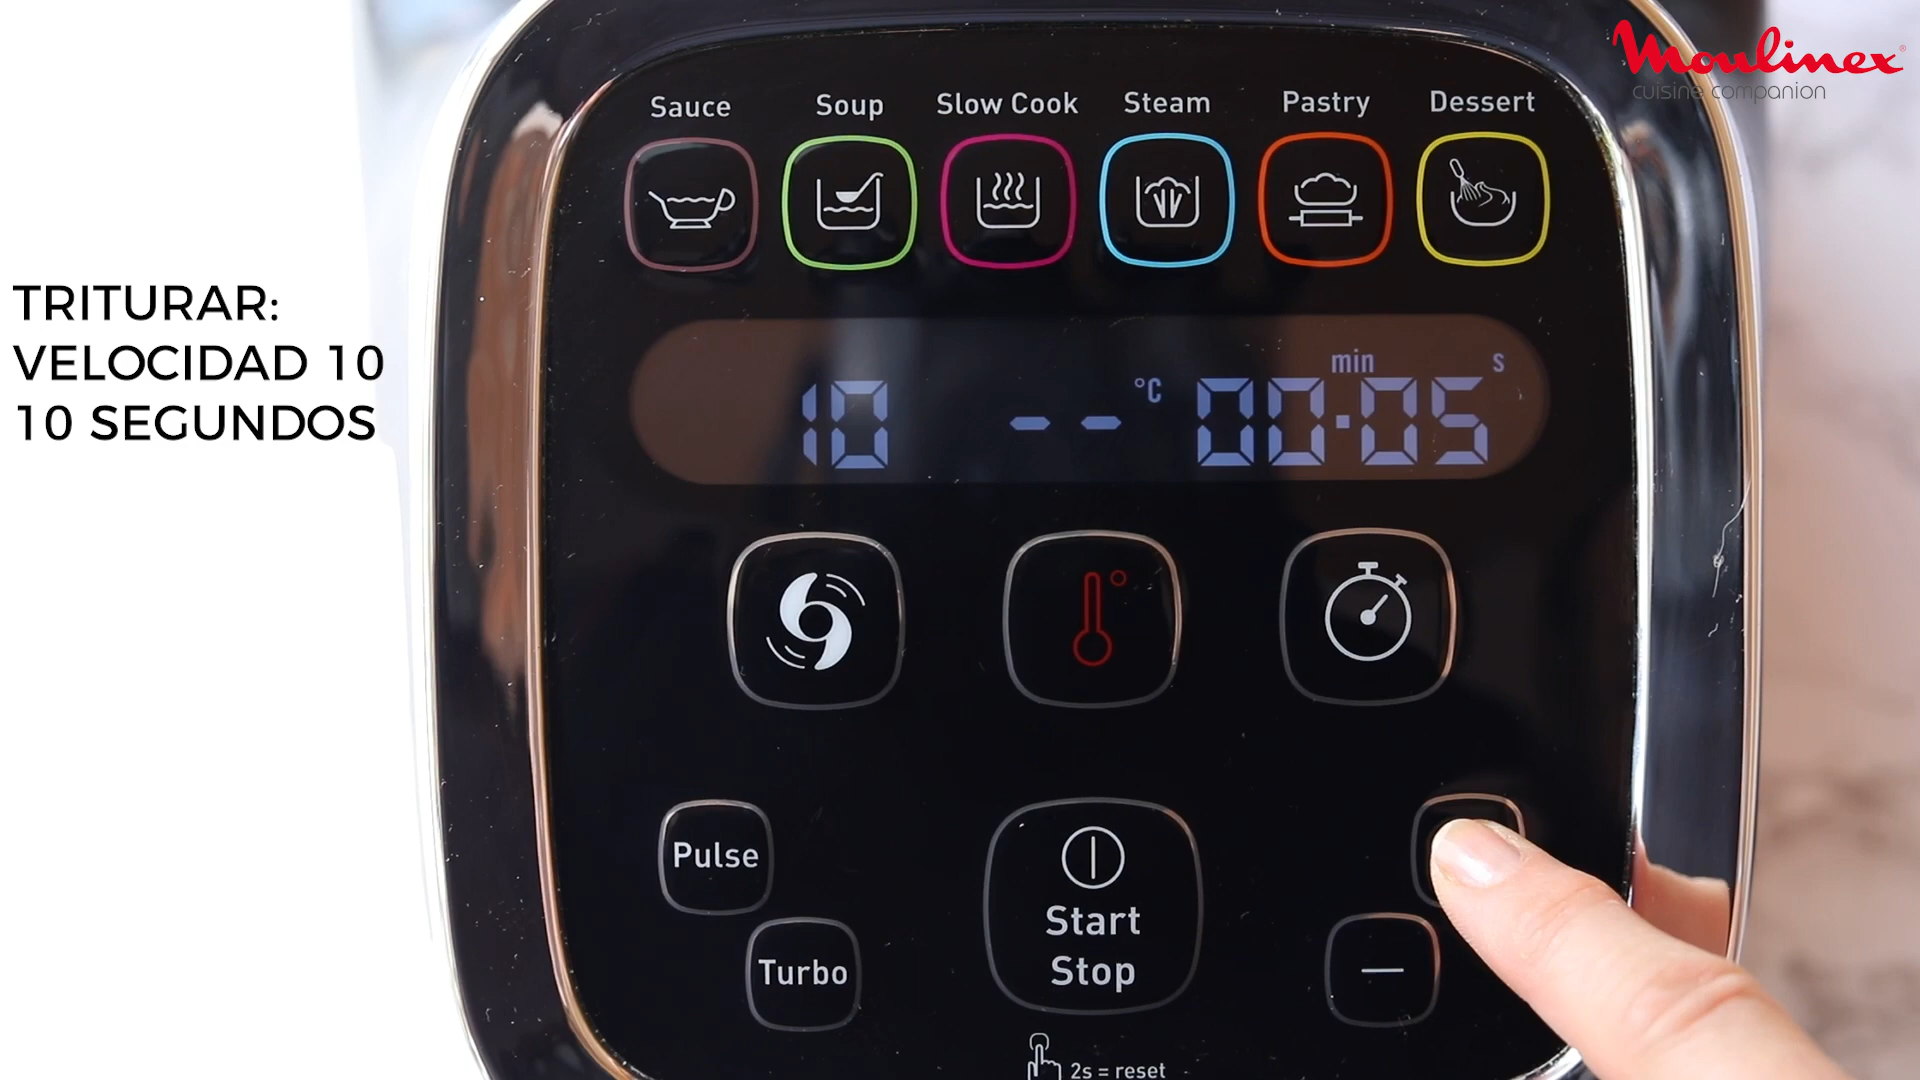 Moulinex
cuisine companion
Sauce Soup Slow Cook Steam Pastry Dessert
TRITURAR:
VELOCIDAD 10
10 SEGUNDOS
min s
10 -- °C 00:05
Pulse
Turbo
Start
Stop
2s = reset